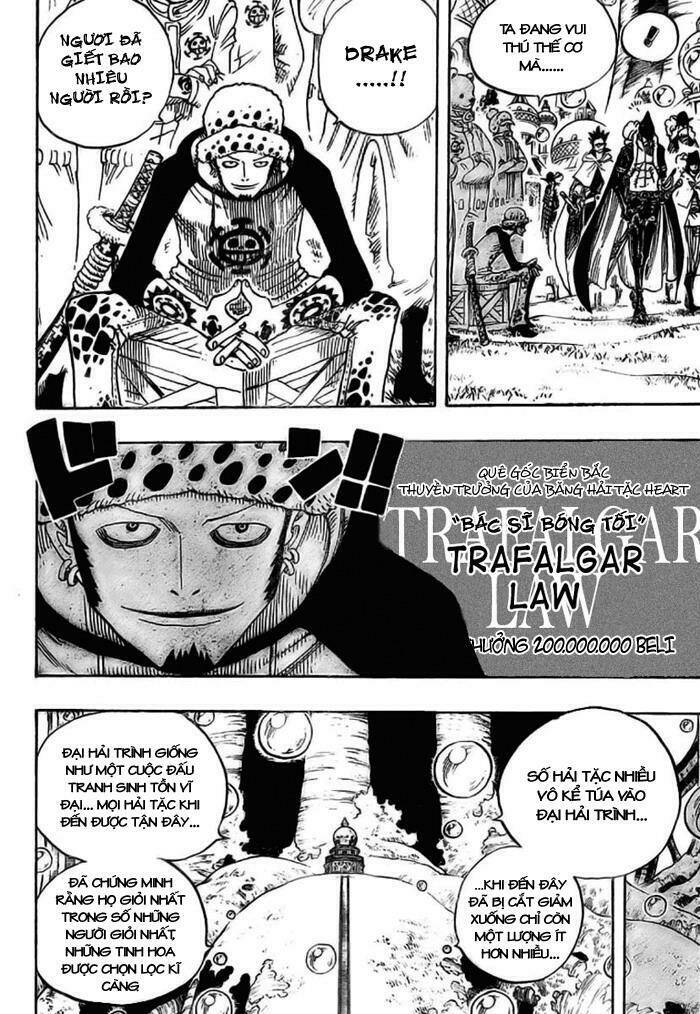 !
TA ĐANG VUI
THÚ THẾ CƠ
MÀ.......
DRAKE
.....!!
NGƯƠI ĐÃ
GIẾT BAO
NHIÊU
NGƯỜI RỒI?
ドーン!!
QUÊ GỐC BIỂN BẮC
THUYỀN TRƯỞNG CỦA BĂNG HẢI TẶC HEART
"BÁC SĨ BÓNG TỐI"
TRAFALGAR
LAW
TRAFALGAR
LAW
THƯỞNG 200.000.000 BELI
SỐ HẢI TẶC NHIỀU
VÔ KỂ TÚA VÀO
ĐẠI HẢI TRÌNH...
...KHI ĐẾN ĐÂY
ĐÃ BỊ CẮT GIẢM
XUỐNG CHỈ CÒN
MỘT LƯỢNG ÍT
HƠN NHIỀU...
ĐẠI HẢI TRÌNH GIỐNG
NHƯ MỘT CUỘC ĐẤU
TRANH SINH TỒN VĨ
ĐẠI... MỌI HẢI TẶC KHI
ĐẾN ĐƯỢC TẬN ĐÂY...
ĐÃ CHỨNG MINH
RẰNG HỌ GIỎI NHẤT
TRONG SỐ NHỮNG
NGƯỜI GIỎI NHẤT,
NHỮNG TINH HOA
ĐƯỢC CHỌN LỌC KĨ
CÀNG